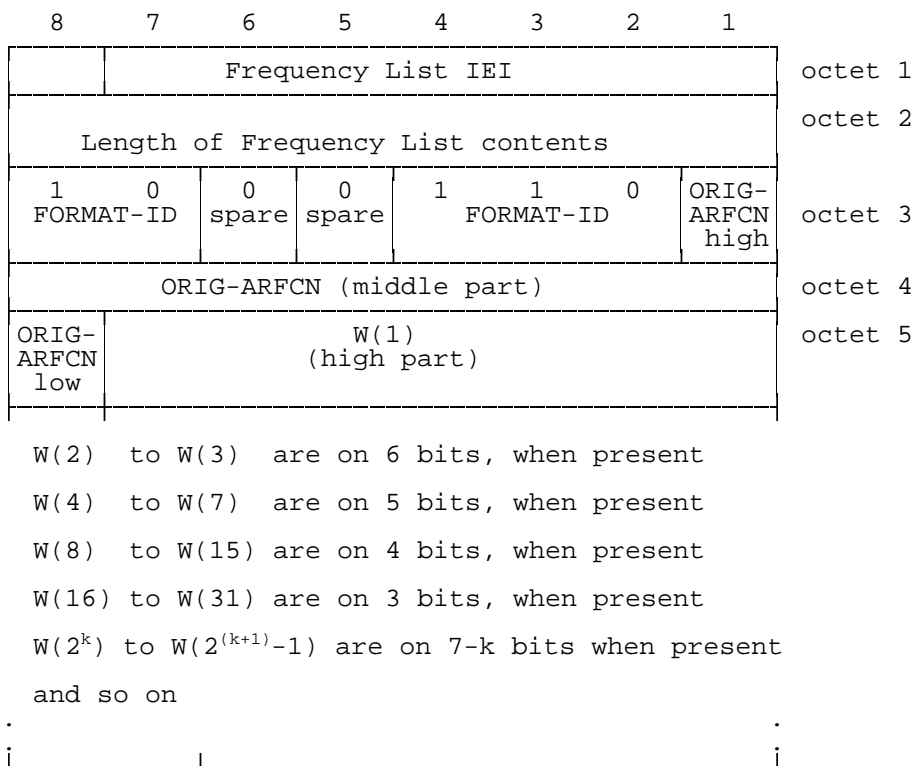 8 7 6 5 4 3 2 1
Frequency List IEI octet 1
octet 2
Length of Frequency List contents
1 0 0 0 1 1 0 ORIG-
FORMAT-ID spare spare FORMAT-ID ARFCN octet 3
high
ORIG-ARFCN (middle part) octet 4
ORIG- W(1) octet 5
ARFCN (high part)
low
W(2) to W(3) are on 6 bits, when present
W(4) to W(7) are on 5 bits, when present
W(8) to W(15) are on 4 bits, when present
W(16) to W(31) are on 3 bits, when present
W(2^k) to W(2^(k+1)-1) are on 7-k bits when present
and so on
. .
. .